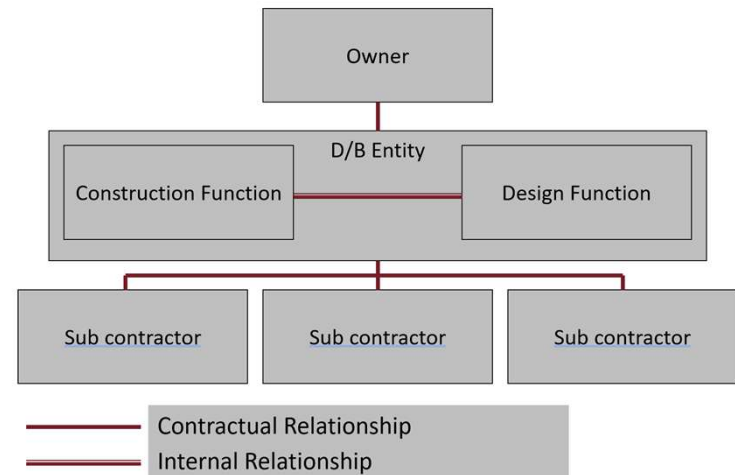 Owner
D/B Entity
Construction Function
Design Function
Sub contractor
Sub contractor
Sub contractor
Contractual Relationship
Internal Relationship